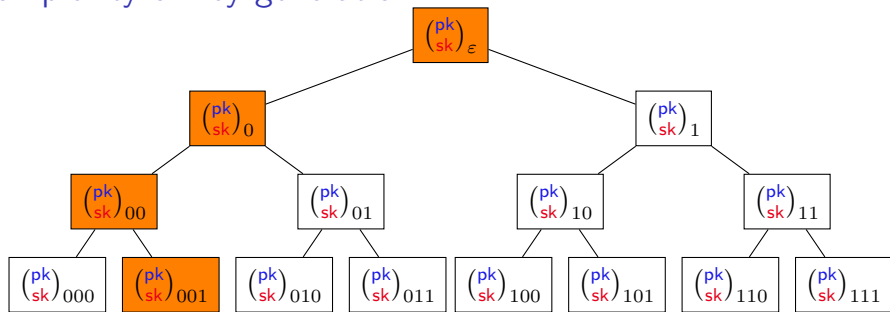 (pk sk)ε
(pk sk)0 (pk sk)1
(pk sk)00 (pk sk)01 (pk sk)10 (pk sk)11
(pk sk)000 (pk sk)001 (pk sk)010 (pk sk)011 (pk sk)100 (pk sk)101 (pk sk)110 (pk sk)111